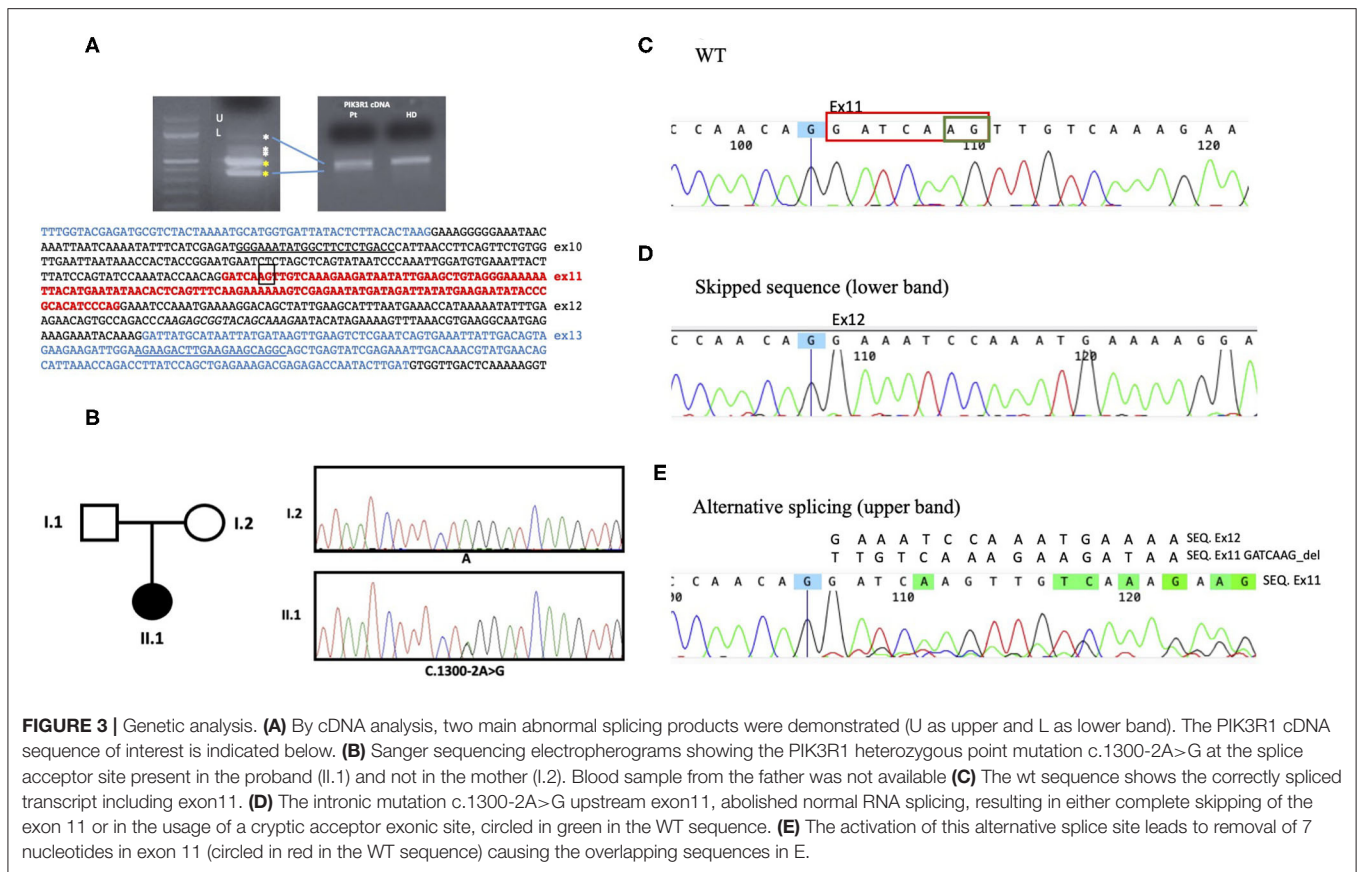 A
U
L
*
*
*
*
*
PIK3R1 cDNA
Pt HD
TTTGGTACGAGATGCGTCTACTAAAATGCATGGTGATTATACTCTTACACTAAGGAAAGGGGGAAATAAC
AAATTAATCAAAATATTTCATCGAGATGGGAAATATGGCTTCTCTGACCCATTAACCTTCAGTTCTGTGG ex10
TTGAATTAATAAACCACTACCGGAATGAATCTCTAGCTCAGTATAATCCCAAATTGGATGTGAAATTACT
TTATCCAGTATCCAAATACCAACAGGATCAAGTTGTCAAAGAAGATAATATTGAAGCTGTAGGGAAAAAA ex11
TTACATGAATATAACACTCAGTTTCAAGAAAAAAGTCGAGAATATGATAGATTATATGAAGAATATACCC
GCACATCCCAGGAAATCCAAATGAAAAGGACAGCTATTGAAGCATTTAATGAAACCATAAAAATATTTGA ex12
AGAACAGTGCCAGACCCAAGAGCGGTACAGCAAAGAATACATAGAAAAGTTTAAACGTGAAGGCAATGAG
AAAGAAATACAAAGGATTATGCATAATTATGATAAGTTGAAGTCTCGAATCAGTGAAATTATTGACAGTA ex13
GAAGAAGATTGGAAGAAGACTTGAAGAAGCAGGCAGCTGAGTATCGAGAAATTGACAAACGTATGAACAG
CATTAAACCAGACCTTATCCAGCTGAGAAAGACGAGAGACCAATACTTGATGTGGTTGACTCAAAAAGGT
B
I.1
I.2
II.1
I.2
A
II.1
C.1300-2A>G
C
WT
Ex11
C C A A C A G G A T C A A G T T G T C A A A G A A
100 110 120
D
Skipped sequence (lower band)
Ex12
C C A A C A G G A A A T C C A A A T G A A A A G G A
110 120
E
Alternative splicing (upper band)
G A A A T C C A A A T G A A A A SEQ. Ex12
T T G T C A A A G A A G A T A A SEQ. Ex11 GATCAAG_del
C C A A C A G G A T C A A G T T G T C A A A G A A G SEQ. Ex11
00 110 120
FIGURE 3 | Genetic analysis. (A) By cDNA analysis, two main abnormal splicing products were demonstrated (U as upper and L as lower band). The PIK3R1 cDNA
sequence of interest is indicated below. (B) Sanger sequencing electropherograms showing the PIK3R1 heterozygous point mutation c.1300-2A>G at the splice
acceptor site present in the proband (II.1) and not in the mother (I.2). Blood sample from the father was not available (C) The wt sequence shows the correctly spliced
transcript including exon11. (D) The intronic mutation c.1300-2A>G upstream exon11, abolished normal RNA splicing, resulting in either complete skipping of the
exon 11 or in the usage of a cryptic acceptor exonic site, circled in green in the WT sequence. (E) The activation of this alternative splice site leads to removal of 7
nucleotides in exon 11 (circled in red in the WT sequence) causing the overlapping sequences in E.